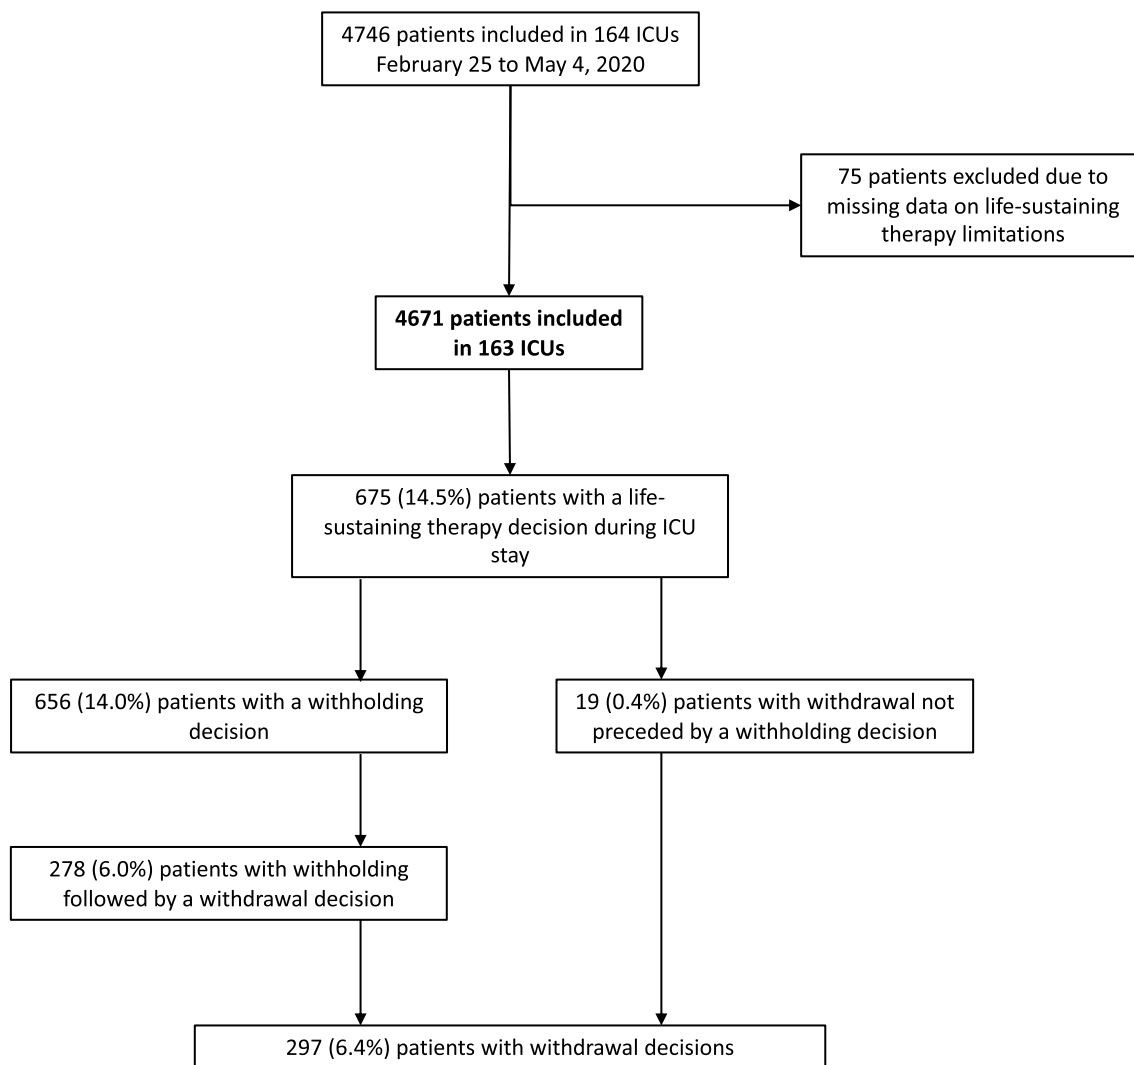 4746 patients included in 164 ICUs
February 25 to May 4, 2020
75 patients excluded due to
missing data on life-sustaining
therapy limitations
4671 patients included
in 163 ICUs
675 (14.5%) patients with a life-
sustaining therapy decision during ICU
stay
656 (14.0%) patients with a withholding
decision
19 (0.4%) patients with withdrawal not
preceded by a withholding decision
278 (6.0%) patients with withholding
followed by a withdrawal decision
297 (6.4%) patients with withdrawal decisions